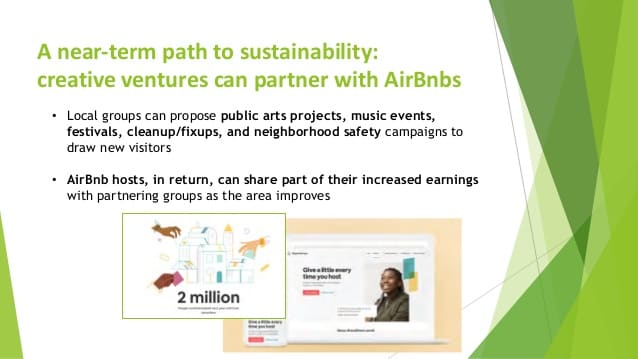 A near-term path to sustainability:
creative ventures can partner with AirBnbs
• Local groups can propose public arts projects, music events,
festivals, cleanup/fixups, and neighborhood safety campaigns to
draw new visitors
• AirBnb hosts, in return, can share part of their increased earnings
with partnering groups as the area improves
2 million
Give a little every
time you host
time you host